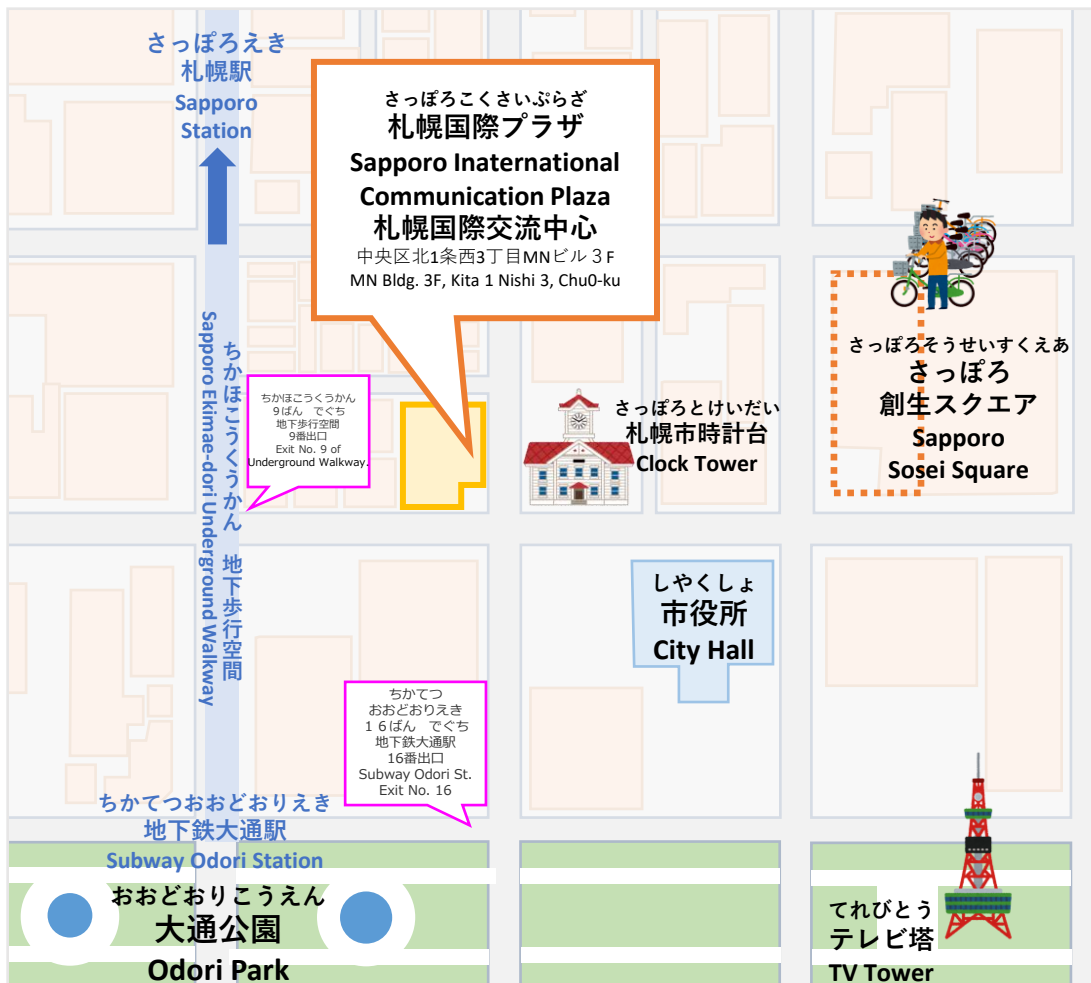 さっぽろえき
札幌駅
Sapporo
Station
さっぽろこくさいぷらざ
札幌国際プラザ
Sapporo Inaternational
Communication Plaza
札幌国際交流中心
中央区北1条西3丁目MNビル３F
MN Bldg. 3F, Kita 1 Nishi 3, Chu0-ku
ちかほこうくうかん　地下歩行空間
Sapporo Ekimae-dori Underground Walkway
ちかほこうくうかん
９ばん　でぐち
地下歩行空間
9番出口
Exit No. 9 of
Underground Walkway.
さっぽろとけいだい
札幌市時計台
Clock Tower
さっぽろそうせいすくえあ
さっぽろ
創生スクエア
Sapporo
Sosei Square
しやくしょ
市役所
City Hall
ちかてつ
おおどおりえき
１６ばん　でぐち
地下鉄大通駅
16番出口
Subway Odori St.
Exit No. 16
ちかてつおおどおりえき
地下鉄大通駅
Subway Odori Station
おおどおりこうえん
大通公園
Odori Park
てれびとう
テレビ塔
TV Tower